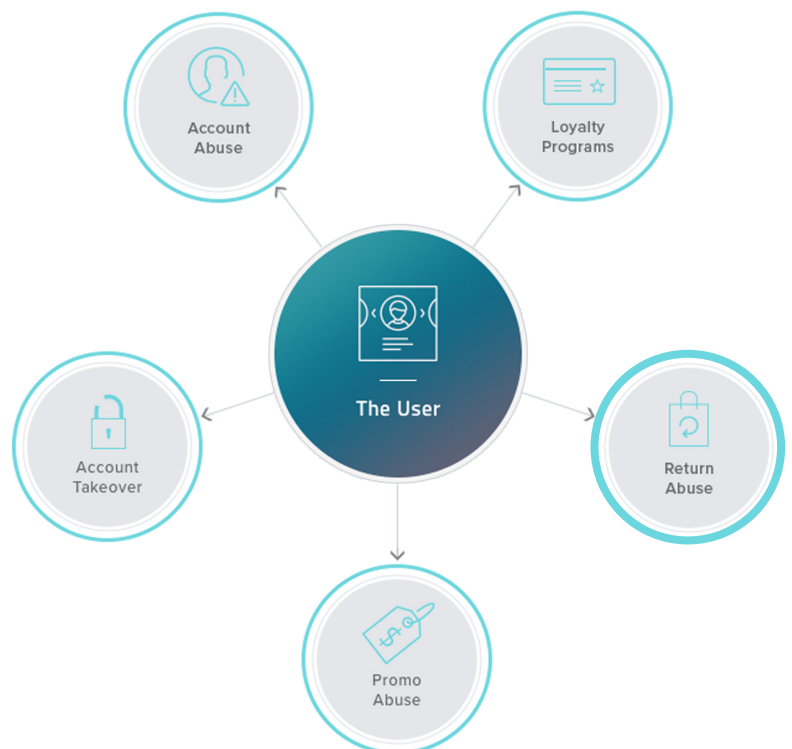 Account
Abuse
Loyalty
Programs
The User
Account
Takeover
Return
Abuse
Promo
Abuse